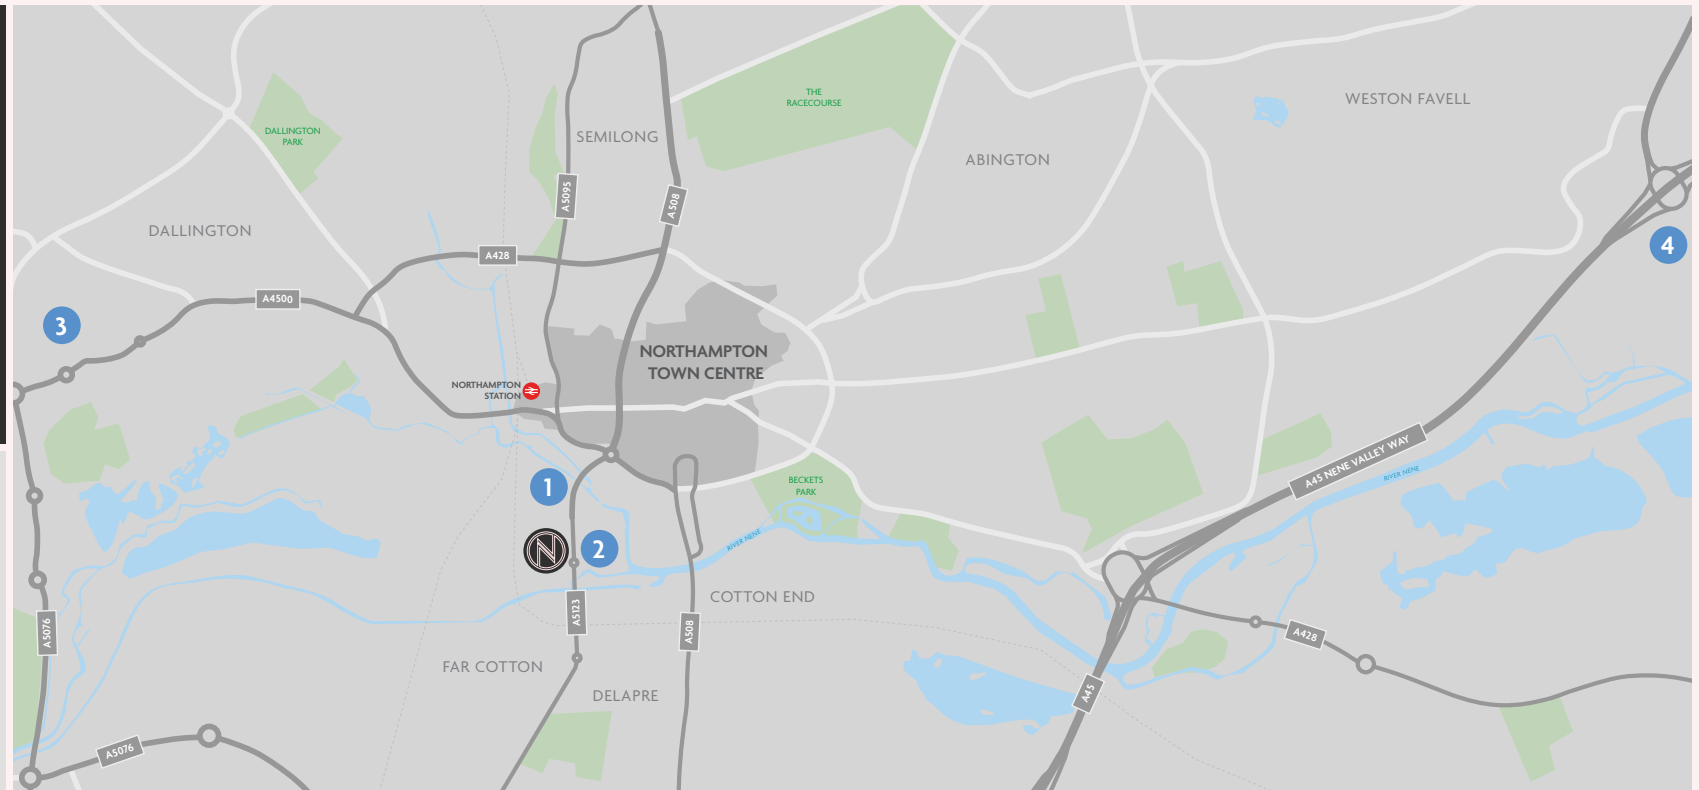 THE
RACECOURSE
WESTON FAVELL
DALLINGTON
PARK
SEMILONG
ABINGTON
A5095
A508
DALLINGTON
4
A428
A4500
3
NORTHAMPTON
TOWN CENTRE
NORTHAMPTON
STATION
A45 NENE VALLEY WAY
RIVER NENE
1
BECKETS
PARK
N
2
RIVER NENE
COTTON END
A5123
A508
A5076
A428
FAR COTTON
DELAPRE
A45
A5076